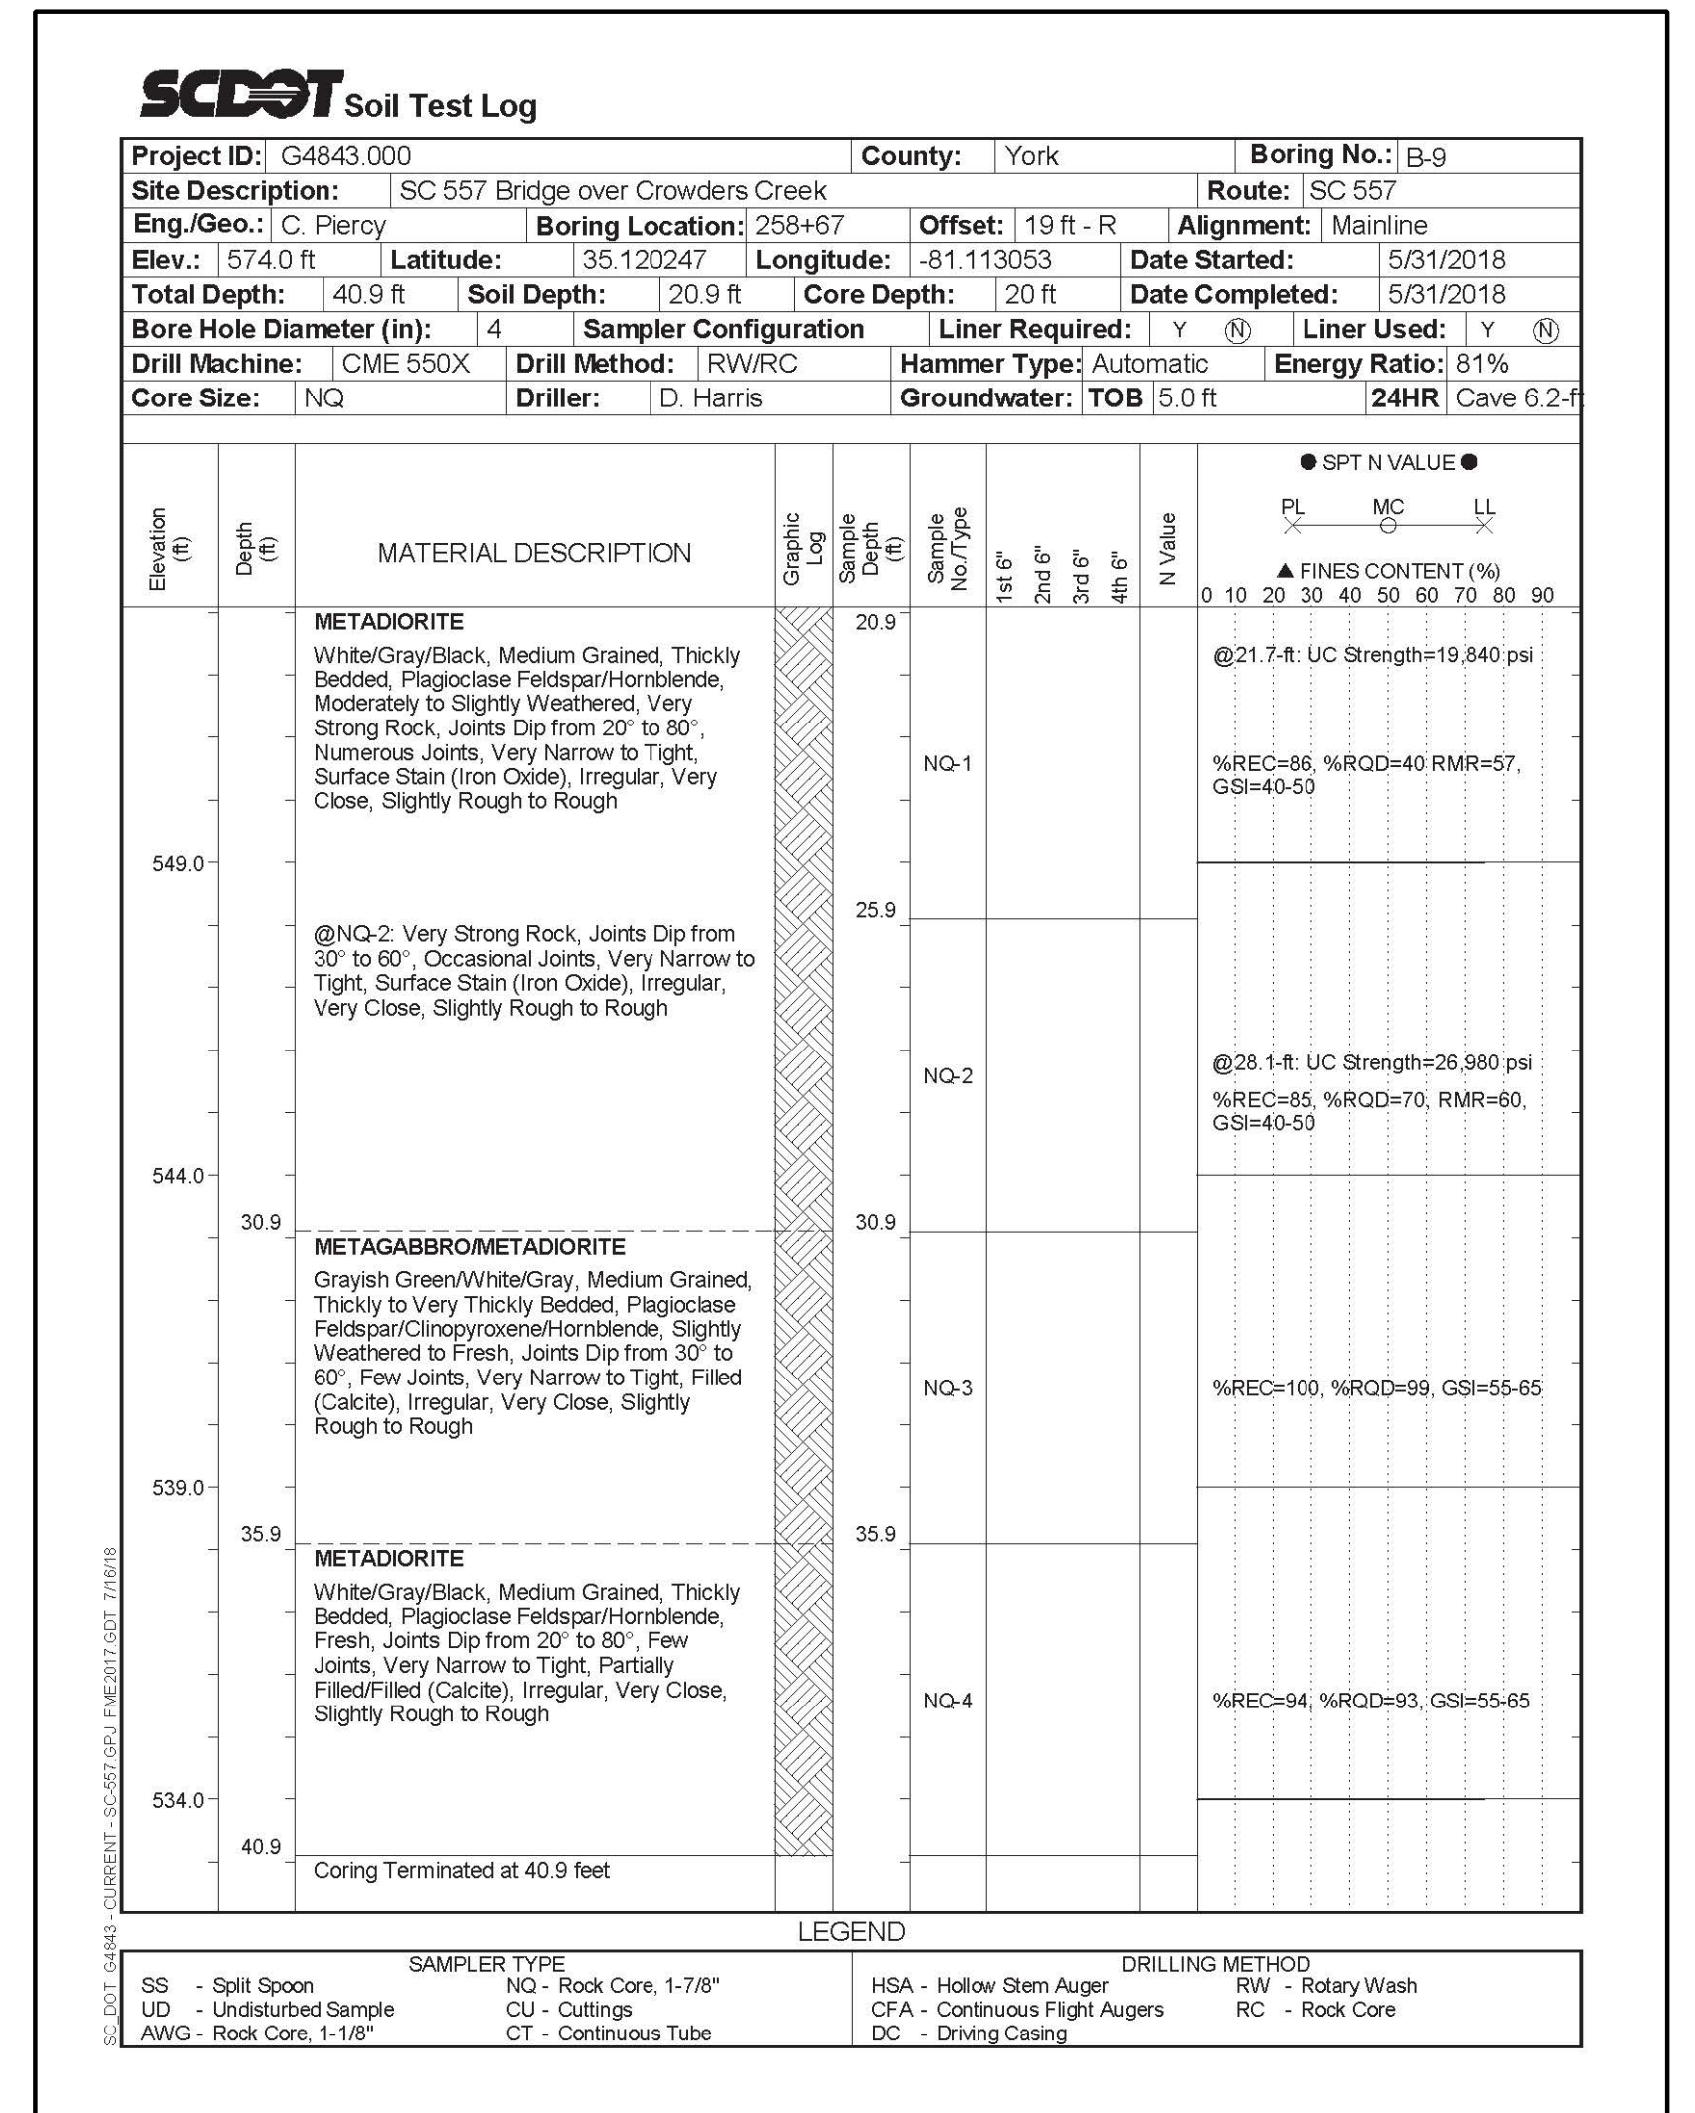 SCDOT Soil Test Log
Project ID: G4843.000 County: York Boring No.: B-9
Site Description: SC 557 Bridge over Crowders Creek Route: SC 557
Eng./Geo.: C. Piercy Boring Location: 258+67 Offset: 19 ft - R Alignment: Mainline
Elev.: 574.0 ft Latitude: 35.120247 Longitude: -81.113053 Date Started: 5/31/2018
Total Depth: 40.9 ft Soil Depth: 20.9 ft Core Depth: 20 ft Date Completed: 5/31/2018
Bore Hole Diameter (in): 4 Sampler Configuration Liner Required: Y Ⓝ Liner Used: Y Ⓝ
Drill Machine: CME 550X Drill Method: RW/RC Hammer Type: Automatic Energy Ratio: 81%
Core Size: NQ Driller: D. Harris Groundwater: TOB 5.0 ft 24HR Cave 6.2-ft
Elevation (ft)
Depth (ft)
MATERIAL DESCRIPTION
Graphic Log
Sample Depth (ft)
Sample No./Type
1st 6"
2nd 6"
3rd 6"
4th 6"
N Value
● SPT N VALUE ●
PL MC LL
▲ FINES CONTENT (%)
0 10 20 30 40 50 60 70 80 90
METADIORITE
20.9
White/Gray/Black, Medium Grained, Thickly
Bedded, Plagioclase Feldspar/Hornblende,
Moderately to Slightly Weathered, Very
Strong Rock, Joints Dip from 20° to 80°,
Numerous Joints, Very Narrow to Tight,
Surface Stain (Iron Oxide), Irregular, Very
Close, Slightly Rough to Rough
@21.7-ft: UC Strength=19,840 psi
NQ-1
%REC=86, %RQD=40 RMR=57,
GSI=40-50
549.0
25.9
@NQ-2: Very Strong Rock, Joints Dip from
30° to 60°, Occasional Joints, Very Narrow to
Tight, Surface Stain (Iron Oxide), Irregular,
Very Close, Slightly Rough to Rough
NQ-2
@28.1-ft: UC Strength=26,980 psi
%REC=85, %RQD=70, RMR=60,
GSI=40-50
544.0
30.9
30.9
METAGABBRO/METADIORITE
Grayish Green/White/Gray, Medium Grained,
Thickly to Very Thickly Bedded, Plagioclase
Feldspar/Clinopyroxene/Hornblende, Slightly
Weathered to Fresh, Joints Dip from 30° to
60°, Few Joints, Very Narrow to Tight, Filled
(Calcite), Irregular, Very Close, Slightly
Rough to Rough
NQ-3
%REC=100, %RQD=99, GSI=55-65
539.0
35.9
35.9
METADIORITE
White/Gray/Black, Medium Grained, Thickly
Bedded, Plagioclase Feldspar/Hornblende,
Fresh, Joints Dip from 20° to 80°, Few
Joints, Very Narrow to Tight, Partially
Filled/Filled (Calcite), Irregular, Very Close,
Slightly Rough to Rough
NQ-4
%REC=94, %RQD=93, GSI=55-65
534.0
40.9
Coring Terminated at 40.9 feet
LEGEND
SAMPLER TYPE
SS - Split Spoon NQ - Rock Core, 1-7/8"
UD - Undisturbed Sample CU - Cuttings
AWG - Rock Core, 1-1/8" CT - Continuous Tube
DRILLING METHOD
HSA - Hollow Stem Auger RW - Rotary Wash
CFA - Continuous Flight Augers RC - Rock Core
DC - Driving Casing
SC_DOT G4843 - CURRENT - SC-557.GPJ FME2017.GDT 7/16/18